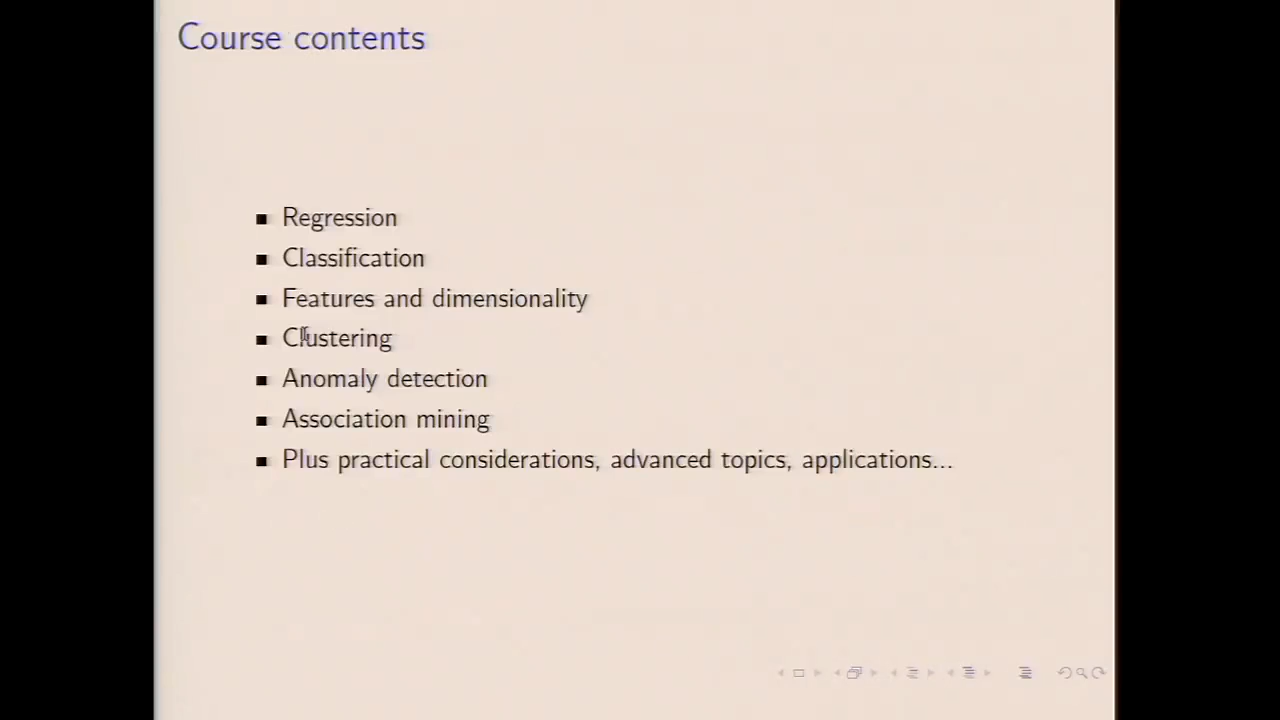 Course contents
Regression
Classification
Features and dimensionality
Clustering
Anomaly detection
Association mining
Plus practical considerations, advanced topics, applications...